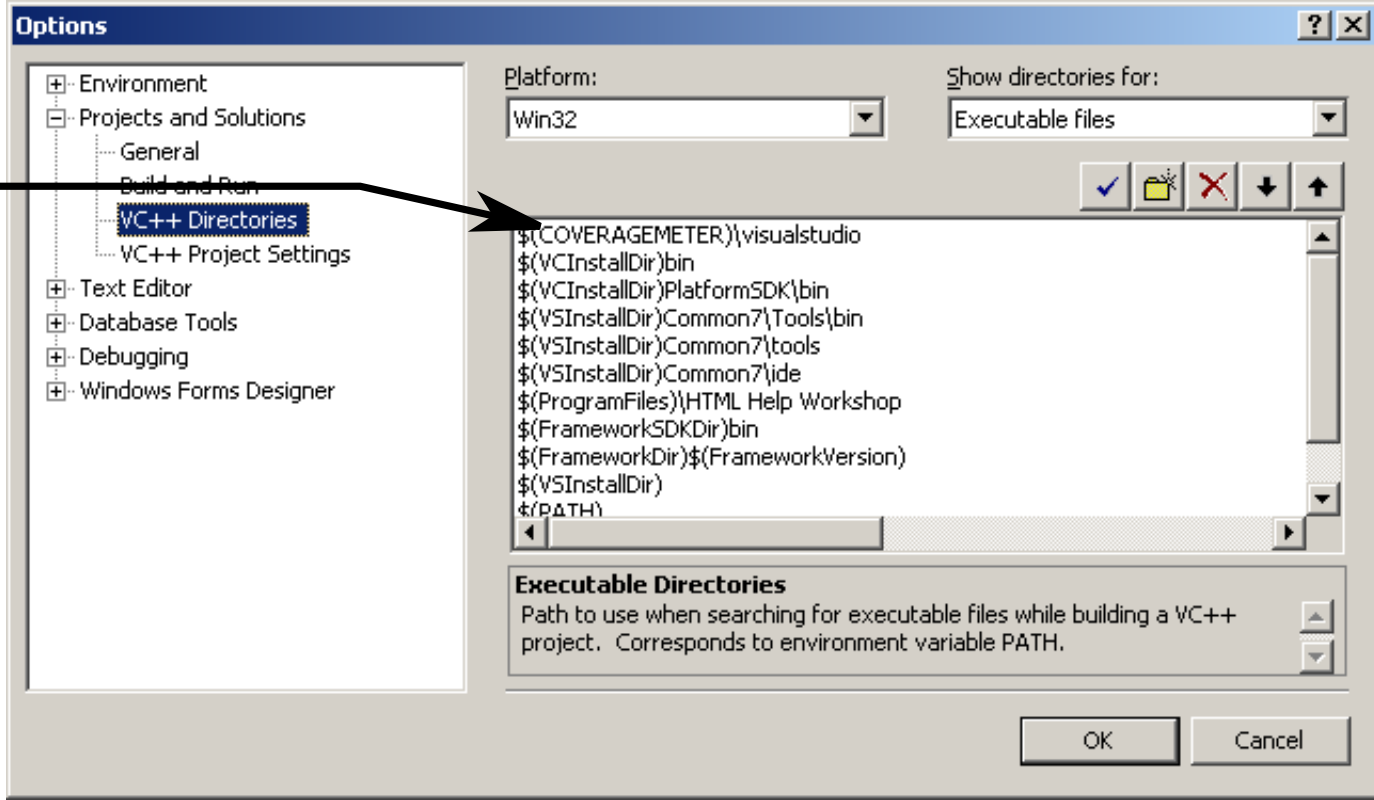 Options
Environment
Projects and Solutions
General
Build and Run
VC++ Directories
VC++ Project Settings
Text Editor
Database Tools
Debugging
Windows Forms Designer
Platform:
Win32
Show directories for:
Executable files
$(COVERAGEMETER)\visualstudio
$(VCInstallDir)bin
$(VCInstallDir)PlatformSDK\bin
$(VSInstallDir)Common7\Tools\bin
$(VSInstallDir)Common7\tools
$(VSInstallDir)Common7\ide
$(ProgramFiles)\HTML Help Workshop
$(FrameworkSDKDir)bin
$(FrameworkDir)$(FrameworkVersion)
$(VSInstallDir)
$(PATH)
Executable Directories
Path to use when searching for executable files while building a VC++
project.  Corresponds to environment variable PATH.
OK
Cancel